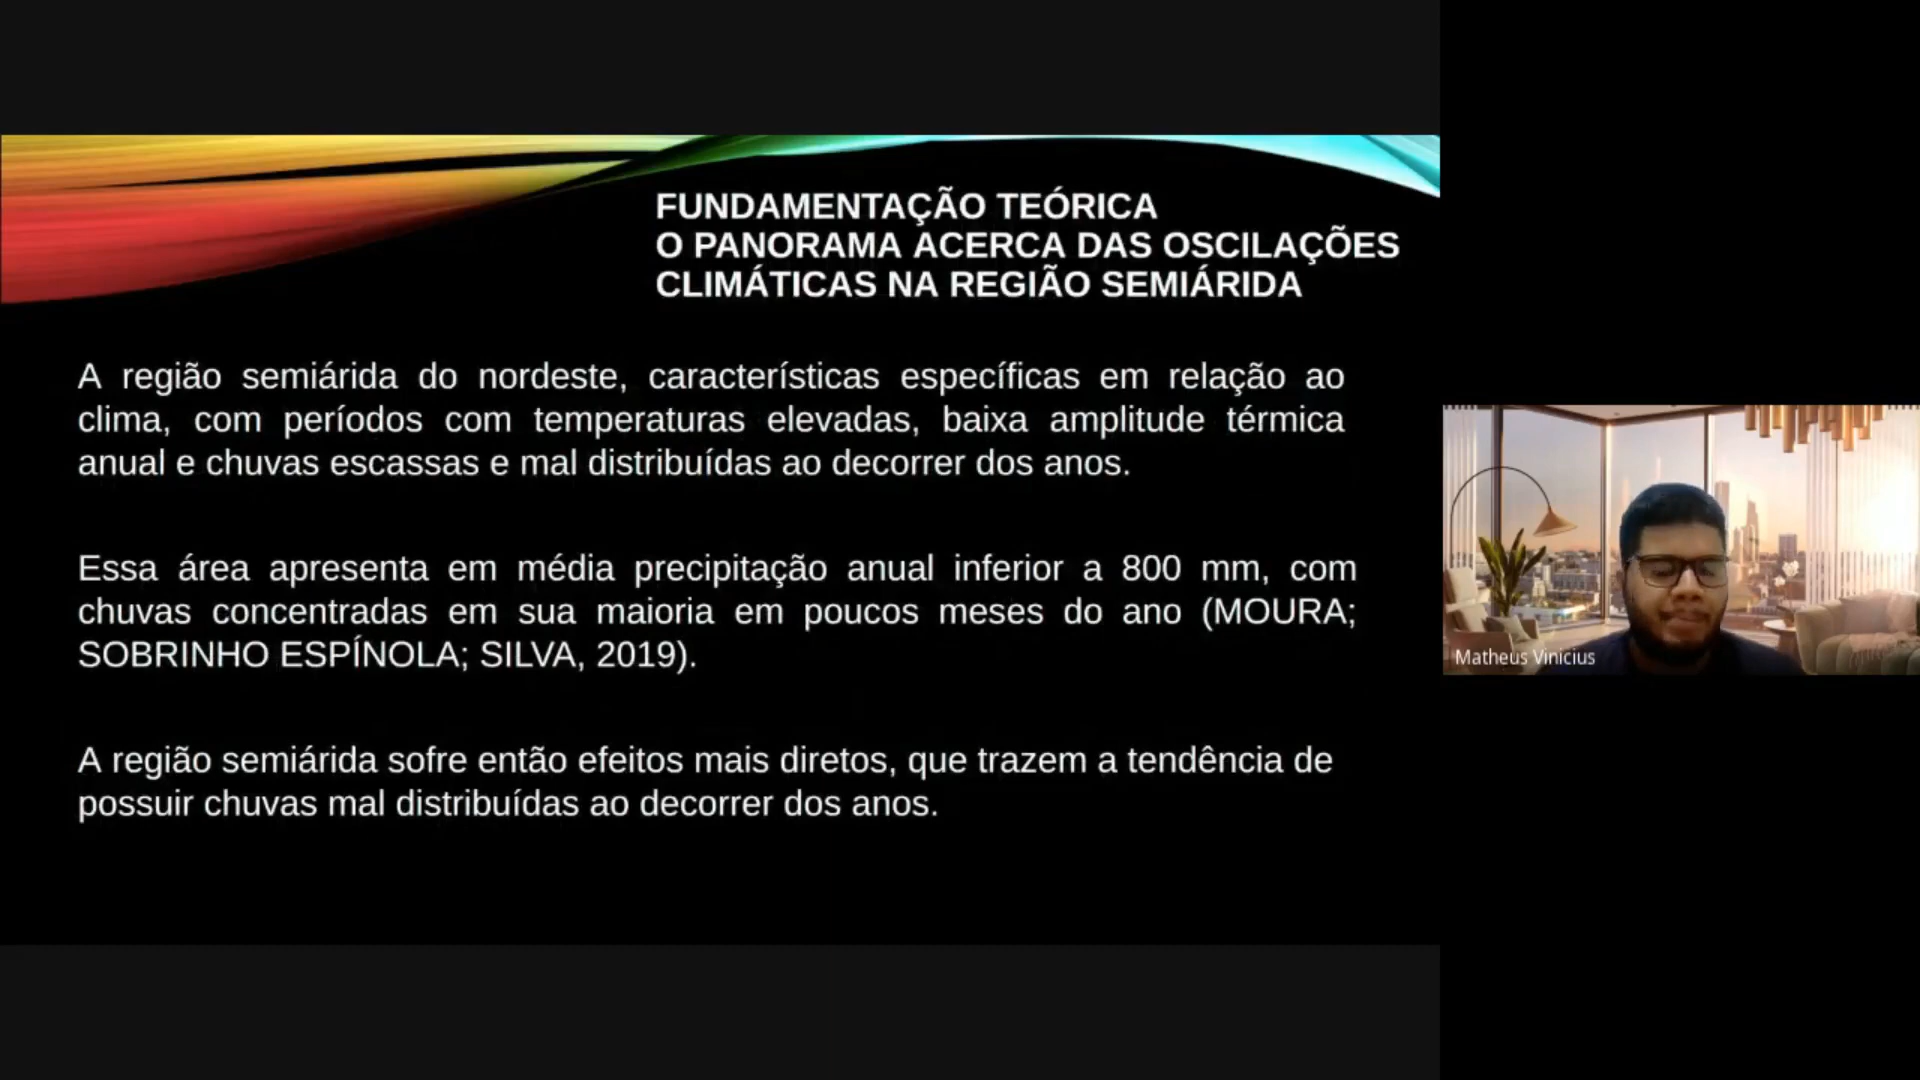 FUNDAMENTAÇÃO TEÓRICA
O PANORAMA ACERCA DAS OSCILAÇÕES
CLIMÁTICAS NA REGIÃO SEMIÁRIDA
A região semiárida do nordeste, características específicas em relação ao
clima, com períodos com temperaturas elevadas, baixa amplitude térmica
anual e chuvas escassas e mal distribuídas ao decorrer dos anos.
Essa área apresenta em média precipitação anual inferior a 800 mm, com
chuvas concentradas em sua maioria em poucos meses do ano (MOURA;
SOBRINHO ESPÍNOLA; SILVA, 2019).
A região semiárida sofre então efeitos mais diretos, que trazem a tendência de
possuir chuvas mal distribuídas ao decorrer dos anos.
Matheus Vinicius